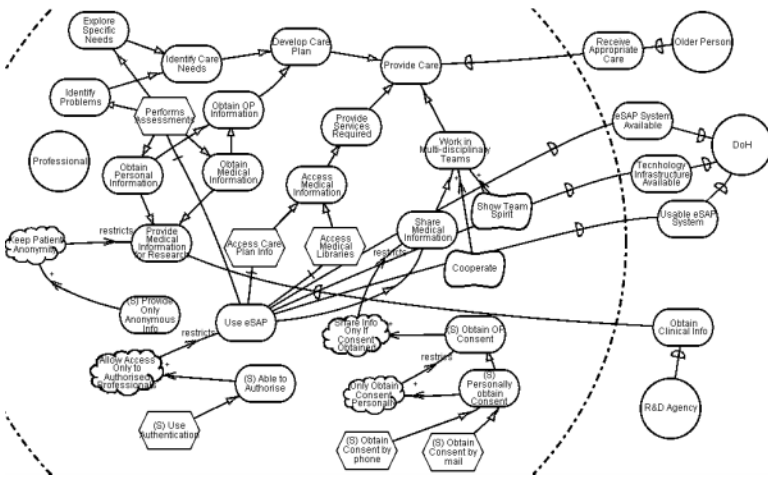 Explore
Specific
Needs
Identify Care
Needs
Develop Care
Plan
Provide Care
Receive
Appropriate
Care
Older Person
Identify
Problems
Performs
Assessments
Obtain OP
Information
Provide
Services
Required
eSAP System
Available
DoH
Professional
Obtain
Personal
Information
Obtain
Medical
Information
Work in
Multi-disciplinary
Teams
Tecnhology
Infrastructure
Available
Access
Medical
Information
Show Team
Spirit
Usable eSAP
System
Keep Patient
Anonymity
restricts
Provide
Medical
Information
for Research
Access Care
Plan Info
Access
Medical
Libraries
Share
Medical
Information
restricts
Cooperate
(S) Provide
Only
Anonymous
Info
restricts
Use eSAP
Share Info
Ony If
Consent
Obtained
(S) Obtain OP
Consent
Obtain
Clinical Info
Allow Access
Only to
Authorised
Professionals
(S) Able to
Authorise
restricts
Only Obtain
Consent
Personally
(S)
Personally
obtain
Consent
R&D Agency
(S) Use
Authentication
(S) Obtain
Consent by
phone
(S) Obtain
Consent by
mail